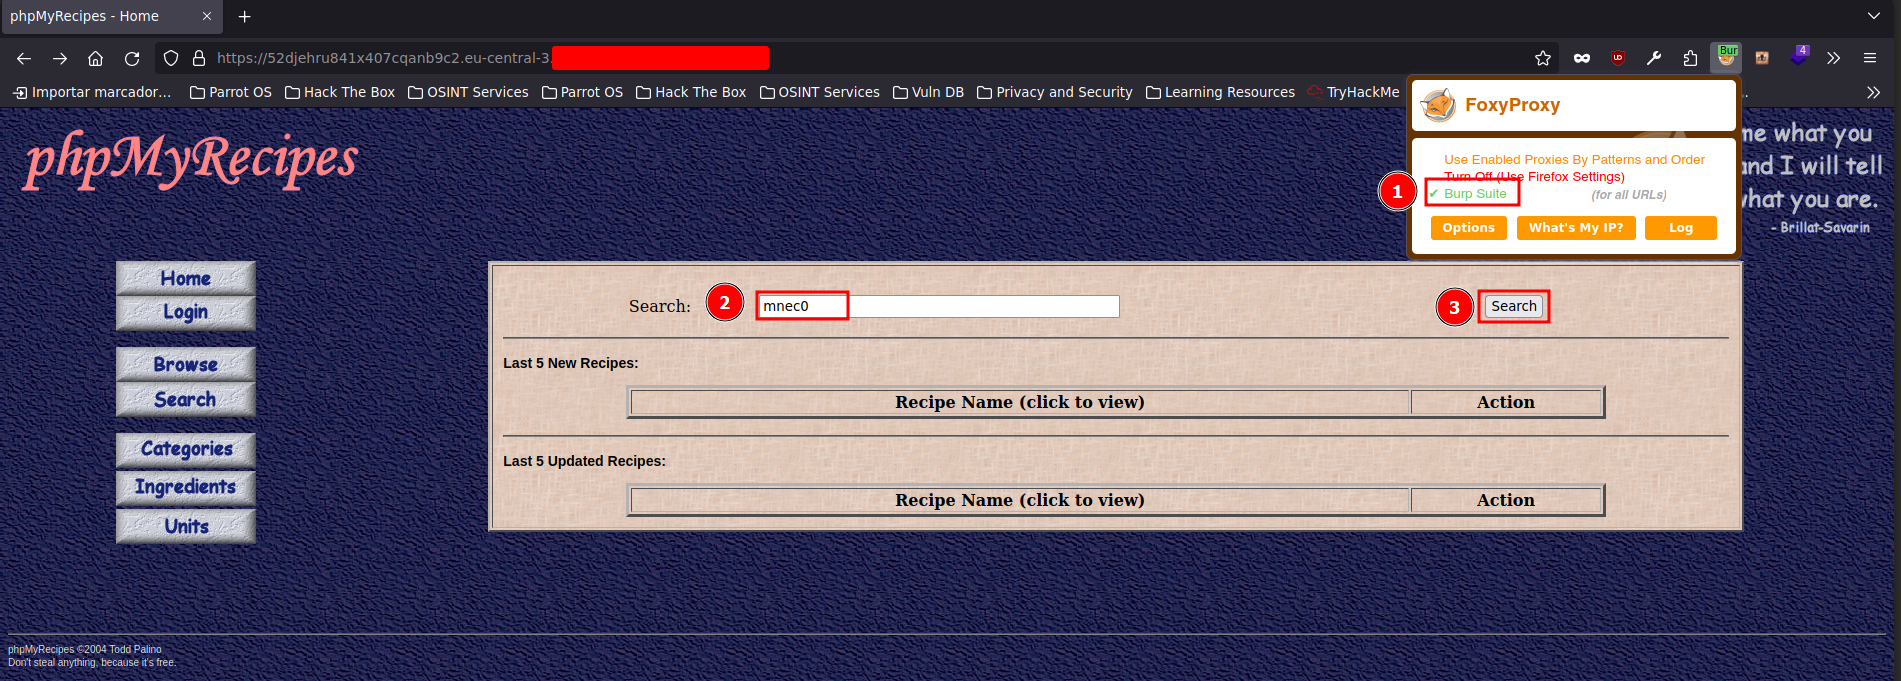 phpMyRecipes - Home
https://52djehru841x407cqanb9c2.eu-central-3.
Bur
4
Importar marcador... Parrot OS Hack The Box OSINT Services Parrot OS Hack The Box OSINT Services Vuln DB Privacy and Security Learning Resources TryHackMe
FoxyProxy
Use Enabled Proxies By Patterns and Order
Turn Off (Use Firefox Settings)
1
✔ Burp Suite (for all URLs)
Options What's My IP? Log
phpMyRecipes
me what you
and I will tell
what you are.
- Brillat-Savarin
Home
Login
Browse
Search
Categories
Ingredients
Units
Search: 2 mnec0 3 Search
Last 5 New Recipes:
Recipe Name (click to view) Action
Last 5 Updated Recipes:
Recipe Name (click to view) Action
phpMyRecipes ©2004 Todd Palino
Don't steal anything, because it's free.